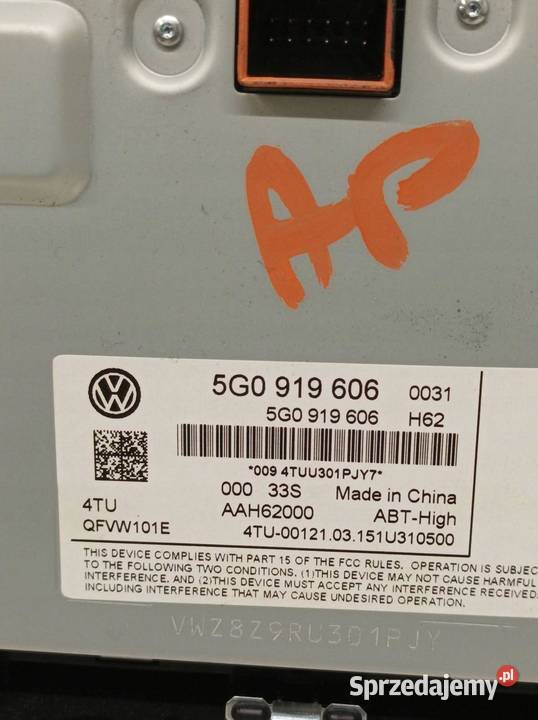 AP
5G0 919 606 0031
5G0 919 606 H62
*009 4TUU301PJY7*
000 33S Made in China
4TU AAH62000 ABT-High
QFVW101E 4TU-00121.03.151U310500
THIS DEVICE COMPLIES WITH PART 15 OF THE FCC RULES. OPERATION IS SUBJEC
TO THE FOLLOWING TWO CONDITIONS. (1)THIS DEVICE MAY NOT CAUSE HARMFUL
INTERFERENCE, AND (2)THIS DEVICE MUST ACCEPT ANY INTERFERENCE RECEIVED
INCLUDING INTERFERENCE THAT MAY CAUSE UNDESIRED OPERATION.
VWZ8Z9RU301PJY
Sprzedajemy.pl